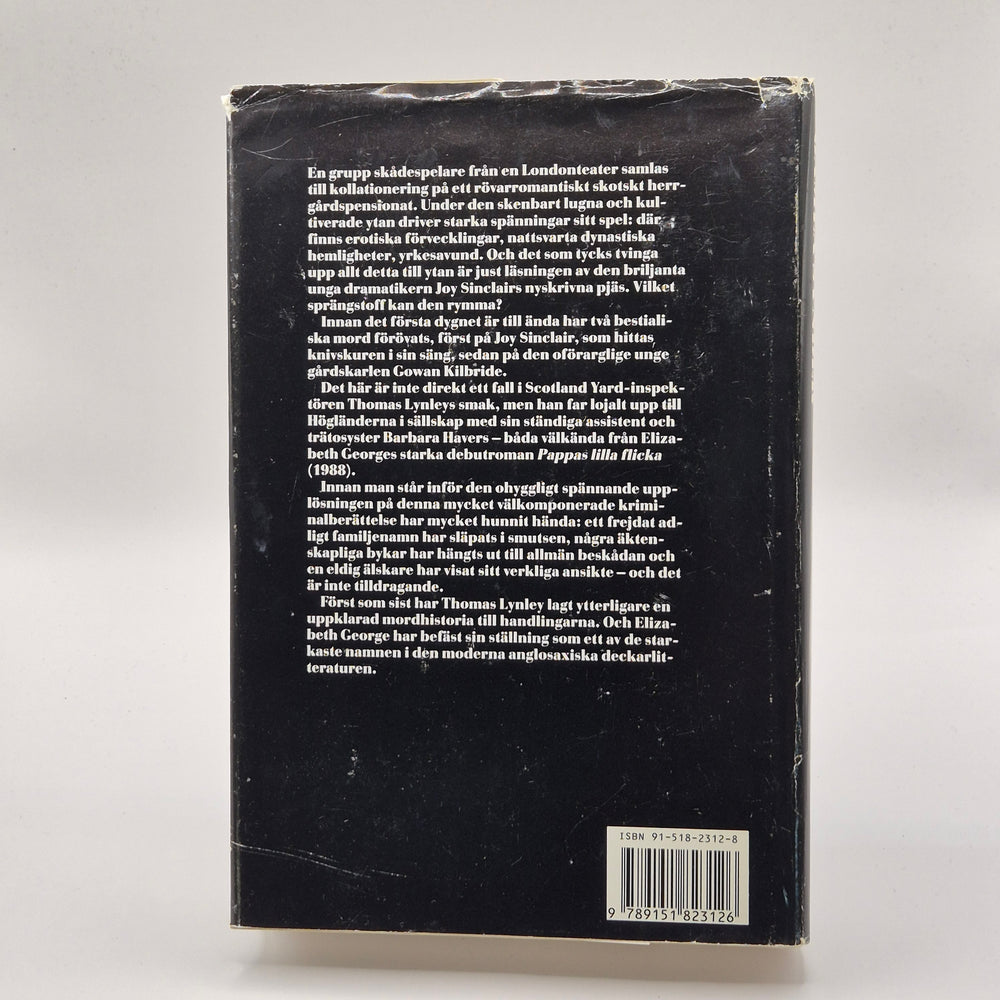 En grupp skådespelare från en Londonteater samlas
till kollationering på ett rövarromantiskt skotskt herr-
gårdspensionat. Under den skenbart lugna och kul-
tiverade ytan driver starka spänningar sitt spel: där
finns erotiska förvecklingar, nattsvarta dynastiska
hemligheter, yrkesavund. Och det som tycks tvinga
upp allt detta till ytan är just läsningen av den briljanta
unga dramatikern Joy Sinclairs nyskrivna pjäs. Vilket
sprängstoff kan den rymma?
Innan det första dygnet är till ända har två bestiali-
ska mord förövats, först på Joy Sinclair, som hittas
knivskuren i sin säng, sedan på den oförarglige unge
gårdskarlen Gowan Kilbride.
Det här är inte direkt ett fall i Scotland Yard-inspek-
tören Thomas Lynleys smak, men han far lojalt upp till
Högländerna i sällskap med sin ständiga assistent och
trätosyster Barbara Havers – båda välkända från Eliza-
beth Georges starka debutroman Pappas lilla flicka
(1988).
Innan man står inför den ohyggligt spännande upp-
lösningen på denna mycket välkomponerade krimi-
nalberättelse har mycket hunnit hända: ett frejdat ad-
ligt familjenamn har släpats i smutsen, några äkten-
skapliga bykar har hängts ut till allmän beskådan och
en eldig älskare har visat sitt verkliga ansikte – och det
är inte tilldragande.
Först som sist har Thomas Lynley lagt ytterligare en
uppklarad mordhistoria till handlingarna. Och Eliza-
beth George har befäst sin ställning som ett av de star-
kaste namnen i den moderna anglosaxiska deckarlit-
teraturen.
ISBN 91-518-2312-8
9 789151 823126